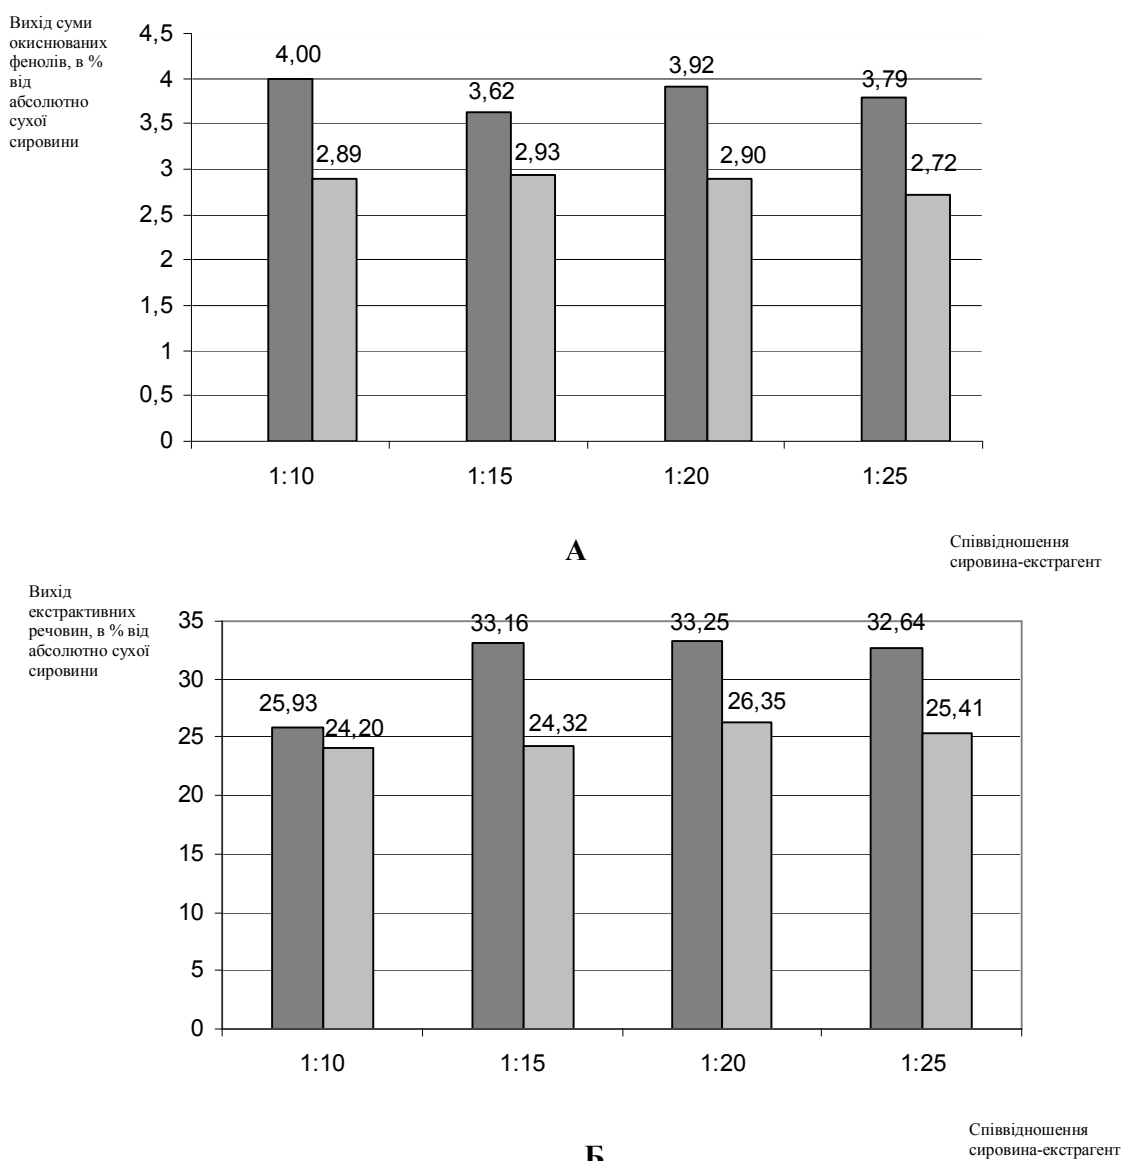 Вихід суми
окиснюваних
фенолів, в %
від
абсолютно
сухої
сировини
4,5
4
3,5
3
2,5
2
1,5
1
0,5
0
4,00
2,89
3,62
2,93
3,92
2,90
3,79
2,72
1:10
1:15
1:20
1:25
А
Співвідношення
сировина-екстрагент
Вихід
екстрактивних
речовин, в % від
абсолютно сухої
сировини
35
30
25
20
15
10
5
0
25,93
24,20
33,16
24,32
33,25
26,35
32,64
25,41
1:10
1:15
1:20
1:25
Б
Співвідношення
сировина-екстрагент